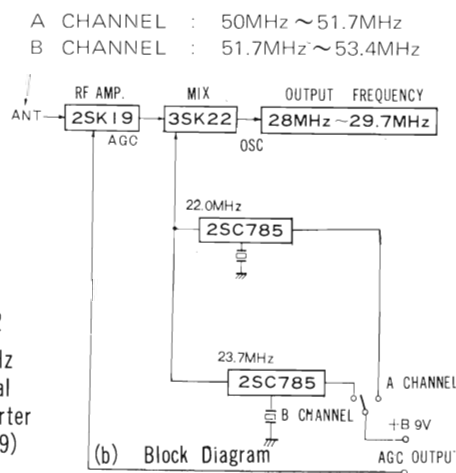 A CHANNEL : 50MHz ~ 51.7MHz
B CHANNEL : 51.7MHz ~ 53.4MHz
RF AMP. MIX OUTPUT FREQUENCY
ANT 2SK19 3SK22 28MHz ~29.7MHz
AGC OSC
22.0MHz
2SC785
23.7MHz
2SC785
A CHANNEL
B CHANNEL
+B 9V
AGC OUTPU
(b) Block Diagram